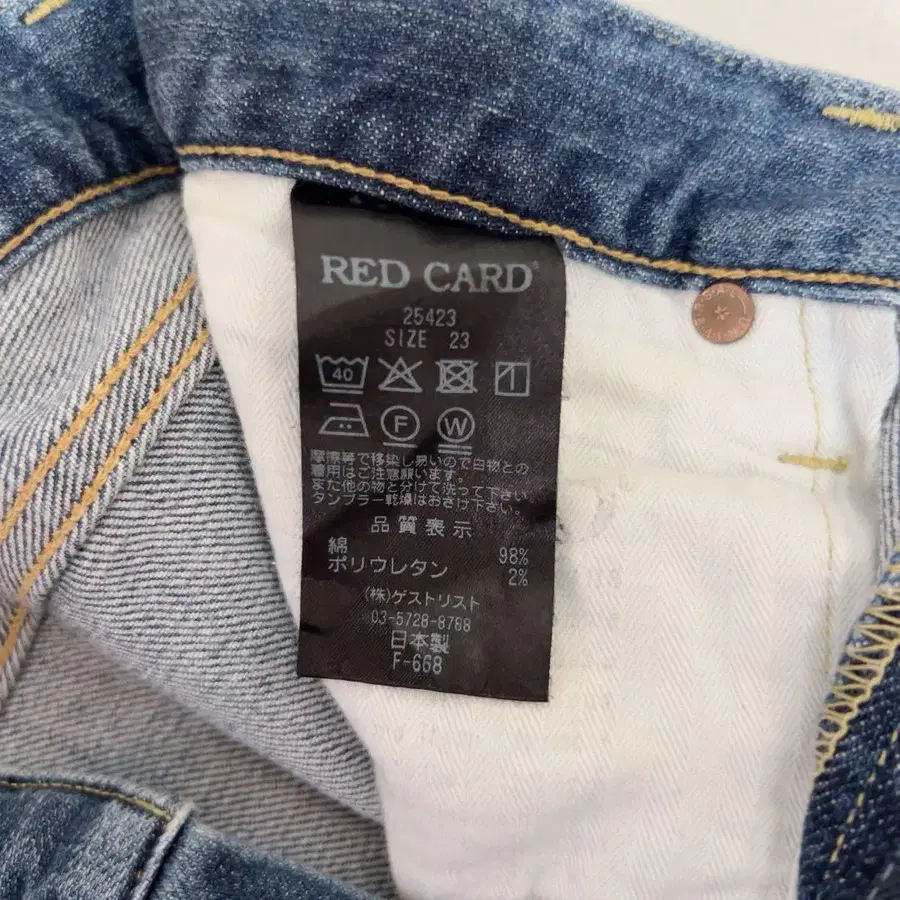 RED CARD
25423
SIZE 23
40
F W
摩擦等で移染し易いので白物との
着用はご注意願います。
また他の物と分けて洗って下さい
タンブラー乾燥はおさけ下さい。
品質表示
綿 98%
ポリウレタン 2%
(株)ゲストリスト
03-5728-8788
日本製
F-668